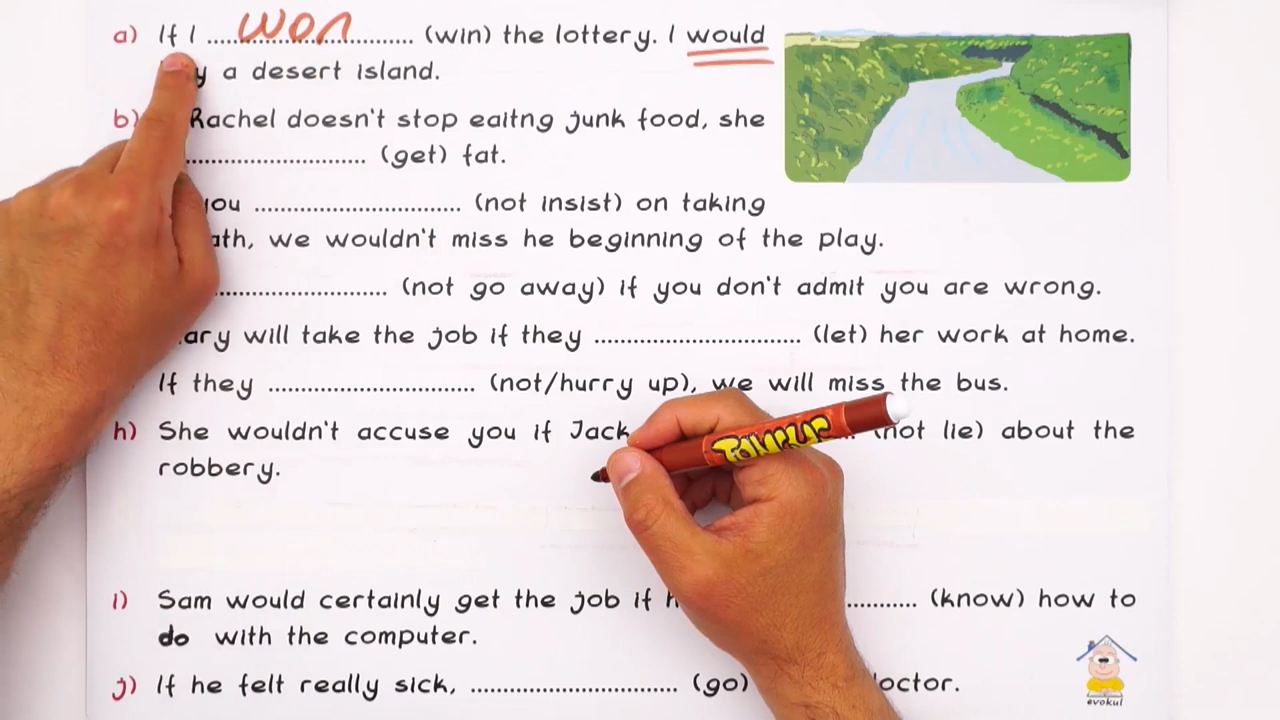 a) If I won (win) the lottery. I would
a desert island.
b) Rachel doesn't stop eaitng junk food, she
............................ (get) fat.
you ................................ (not insist) on taking
we wouldn't miss he beginning of the play.
........................... (not go away) if you don't admit you are wrong.
will take the job if they ................................ (let) her work at home.
If they ................................ (not/hurry up), we will miss the bus.
h) She wouldn't accuse you if Jack (not lie) about the
robbery.
i) Sam would certainly get the job if ........... (know) how to
do with the computer.
j) If he felt really sick, ................................ (go) doctor.
evokul